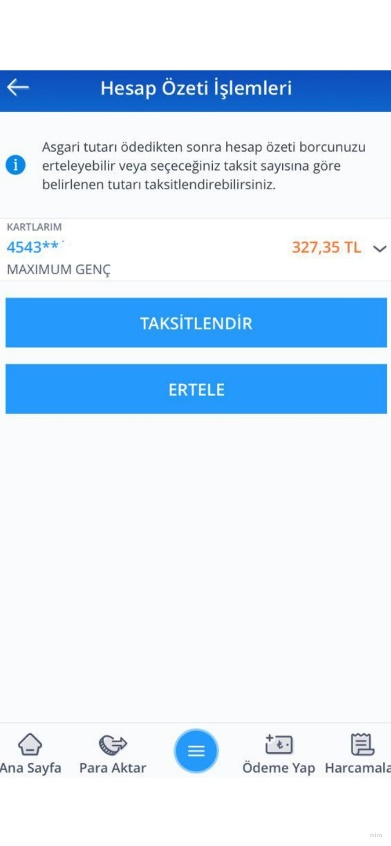 Hesap Özeti İşlemleri
Asgari tutarı ödedikten sonra hesap özeti borcunuzu
erteleyebilir veya seçeceğiniz taksit sayısına göre
belirlenen tutarı taksitlendirebilirsiniz.
KARTLARIM
4543**
327,35 TL
MAXIMUM GENÇ
TAKSİTLENDİR
ERTELE
Ana Sayfa
Para Aktar
Ödeme Yap
Harcamala